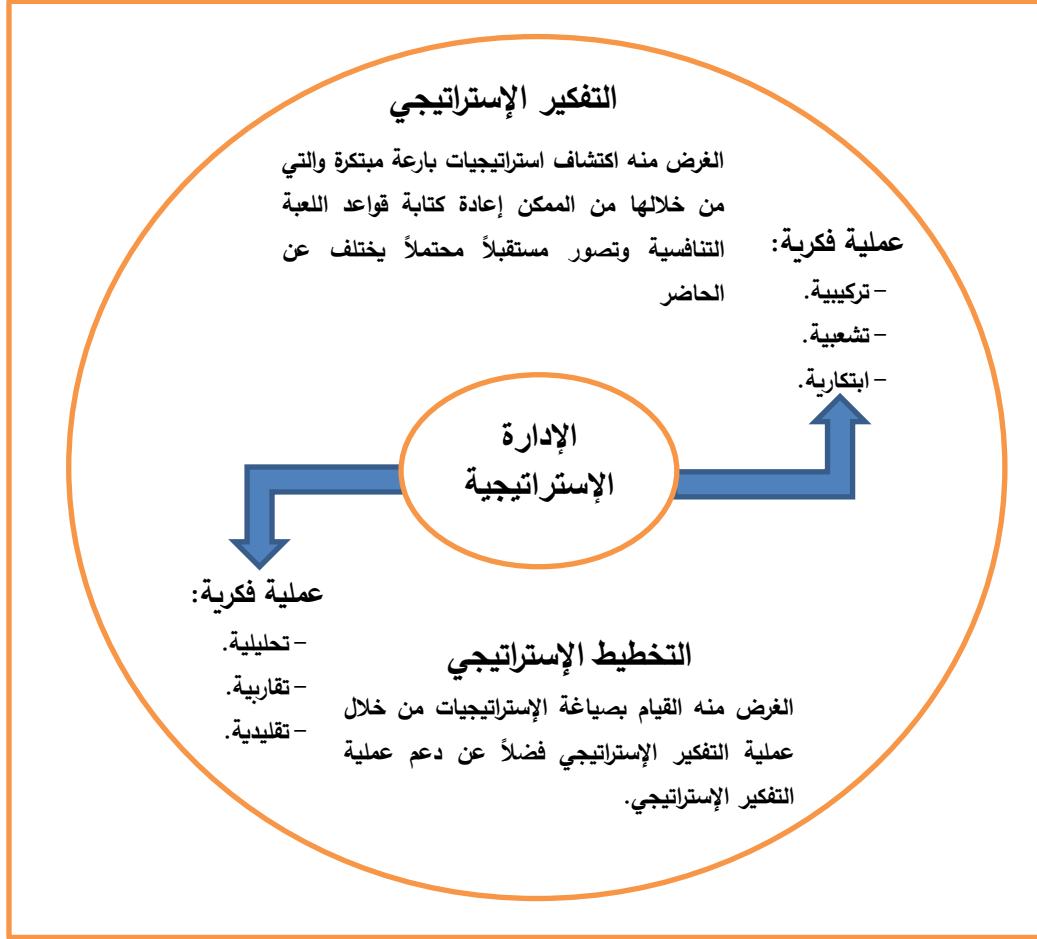 التفكير الإستراتيجي
الغرض منه اكتشاف استراتيجيات بارعة مبتكرة والتي
من خلالها من الممكن إعادة كتابة قواعد اللعبة
التنافسية وتصور مستقبلاً محتملاً يختلف عن
الحاضر
عملية فكرية:
-تركيبية.
-تشعبية.
-ابتكارية.
الإدارة
الإستراتيجية
عملية فكرية:
-تحليلية.
-تقاربية.
-تقليدية.
التخطيط الإستراتيجي
الغرض منه القيام بصياغة الإستراتيجيات من خلال
عملية التفكير الإستراتيجي فضلاً عن دعم عملية
التفكير الإستراتيجي.